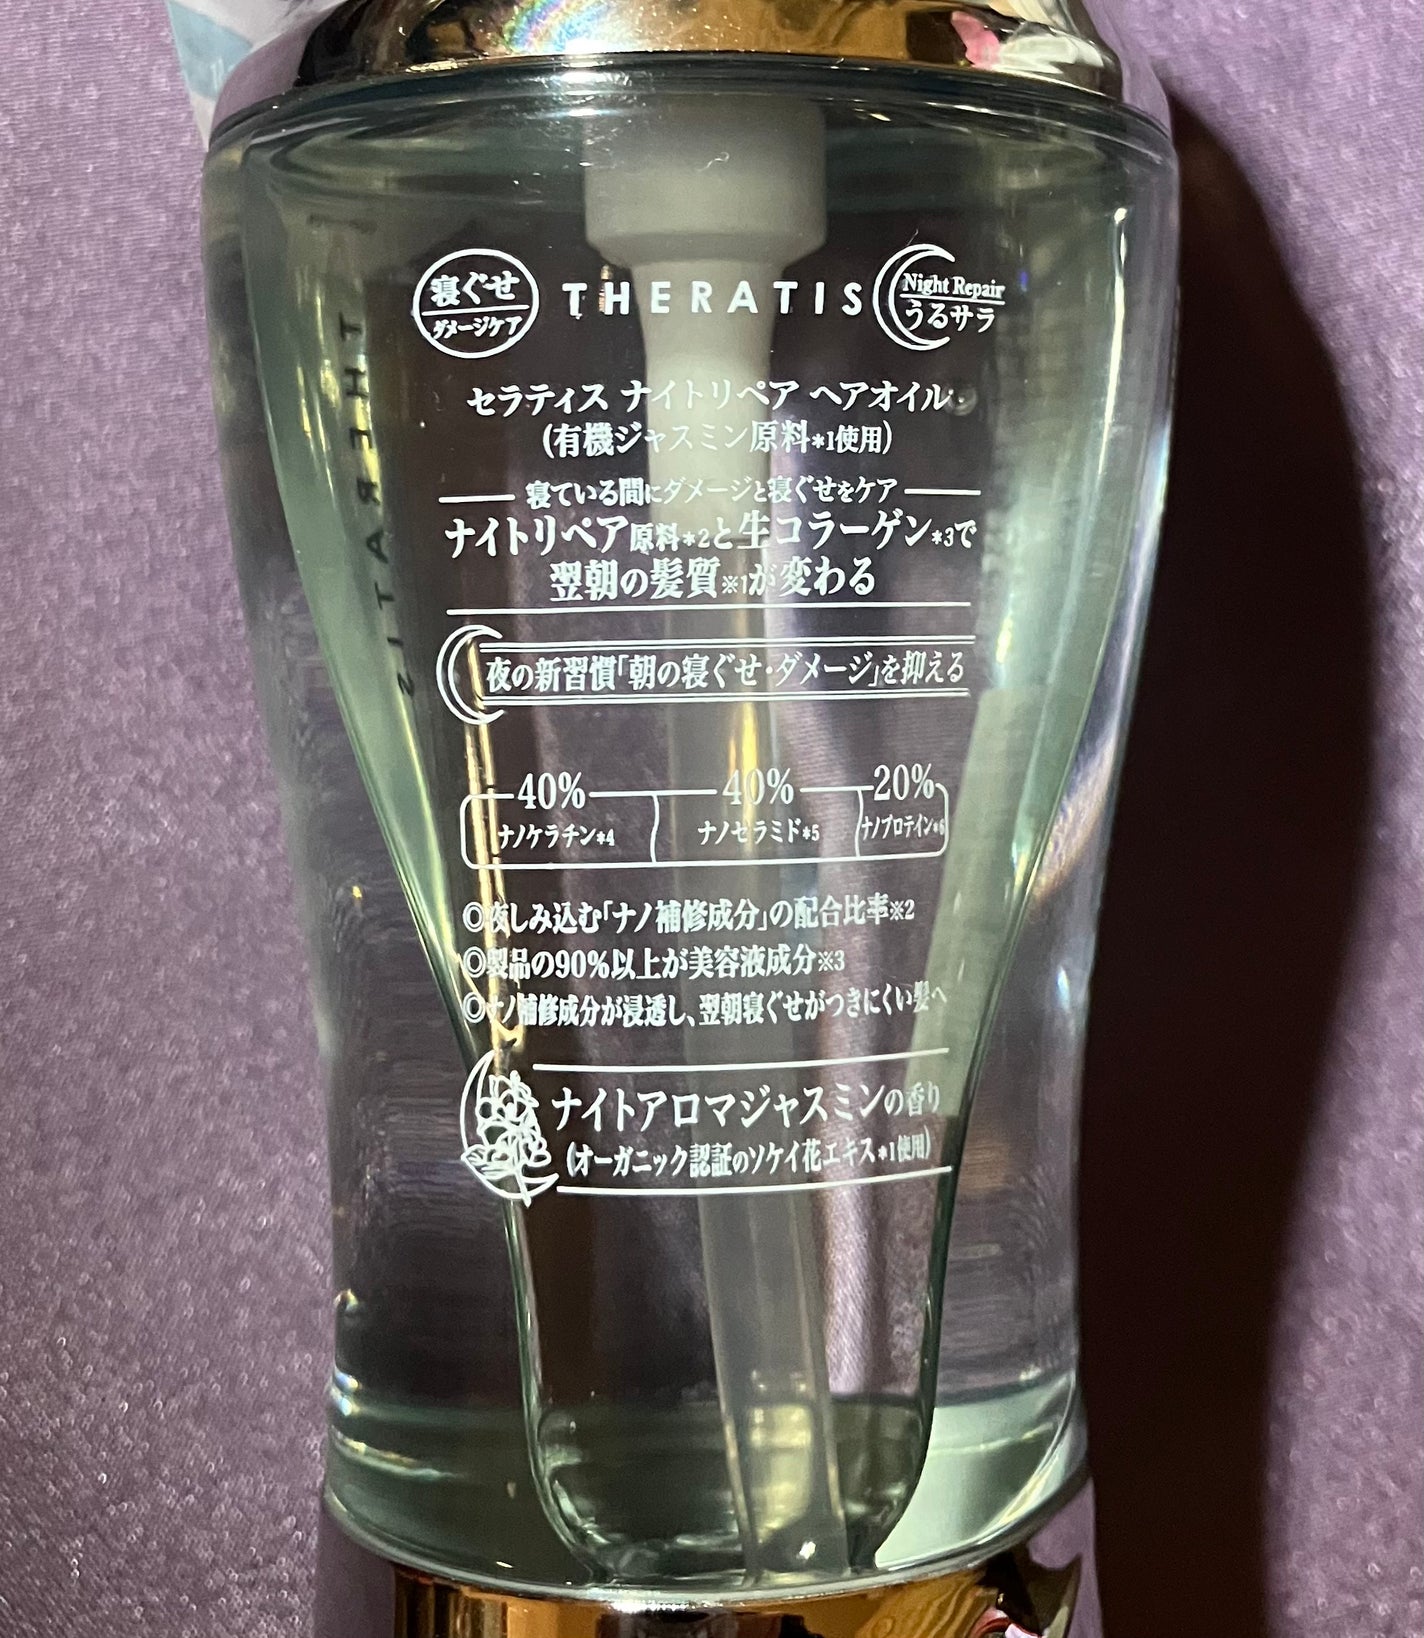 寝ぐせ
ダメージケア
THERATIS
Night Repair
うるサラ
セラティス ナイトリペア ヘアオイル
(有機ジャスミン原料*1使用)
寝ている間にダメージと寝ぐせをケア
ナイトリペア原料*2と生コラーゲン*3で
翌朝の髪質※1が変わる
夜の新習慣「朝の寝ぐせ・ダメージ」を抑える
40% 40% 20%
ナノケラチン*4 ナノセラミド*5 ナノプロテイン*6
◎夜しみ込む「ナノ補修成分」の配合比率※2
◎製品の90%以上が美容液成分※3
◎ナノ補修成分が浸透し、翌朝寝ぐせがつきにくい髪へ
ナイトアロマジャスミンの香り
(オーガニック認証のソケイ花エキス*1使用)
THERATIS